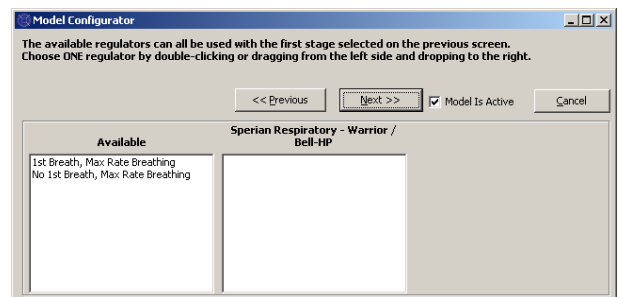 Model Configurator
The available regulators can all be used with the first stage selected on the previous screen.
Choose ONE regulator by double-clicking or dragging from the left side and dropping to the right.
<< Previous
Next >>
Model Is Active
Cancel
Available
Sperian Respiratory - Warrior /
Bell-HP
1st Breath, Max Rate Breathing
No 1st Breath, Max Rate Breathing